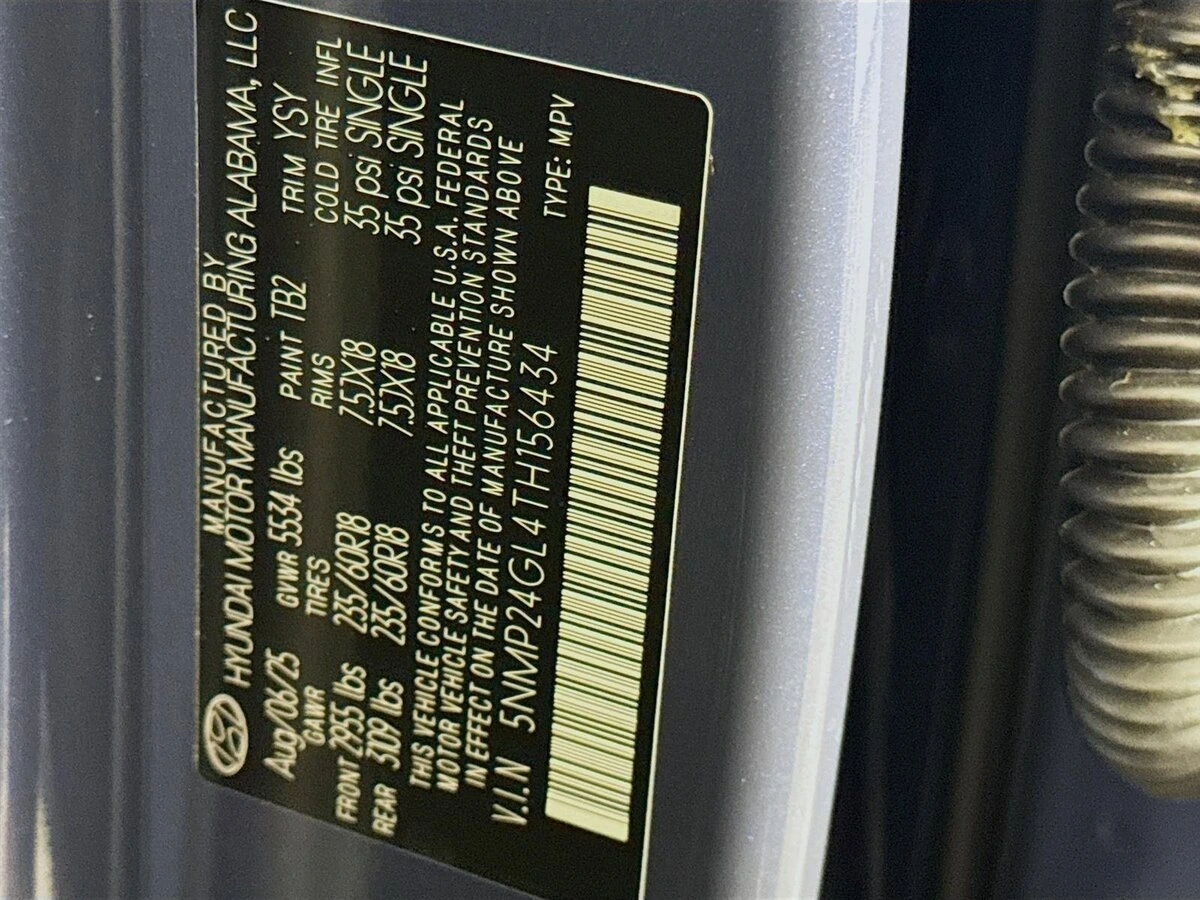 MANUFACTURED BY
HYUNDAI MOTOR MANUFACTURING ALABAMA, LLC
Aug/06/25 GVWR 5534 lbs PAINT TB2 TRIM YSY
GAWR TIRES RIMS COLD TIRE INFL
FRONT 2955 lbs 235/60R18 7.5JX18 35 psi SINGLE
REAR 3109 lbs 235/60R18 7.5JX18 35 psi SINGLE
THIS VEHICLE CONFORMS TO ALL APPLICABLE U.S.A. FEDERAL
MOTOR VEHICLE SAFETY AND THEFT PREVENTION STANDARDS
IN EFFECT ON THE DATE OF MANUFACTURE SHOWN ABOVE
V.I.N 5NMP24GL4TH156434 TYPE: MPV